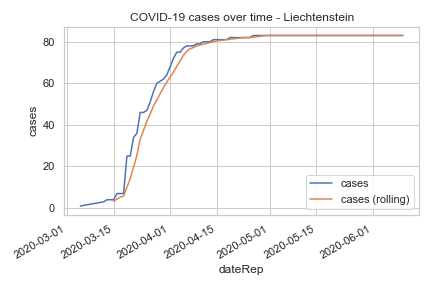 COVID-19 cases over time - Liechtenstein
cases
80
60
40
20
0
cases
cases (rolling)
2020-03-01
2020-03-15
2020-04-01
2020-04-15
2020-05-01
2020-05-15
2020-06-01
dateRep